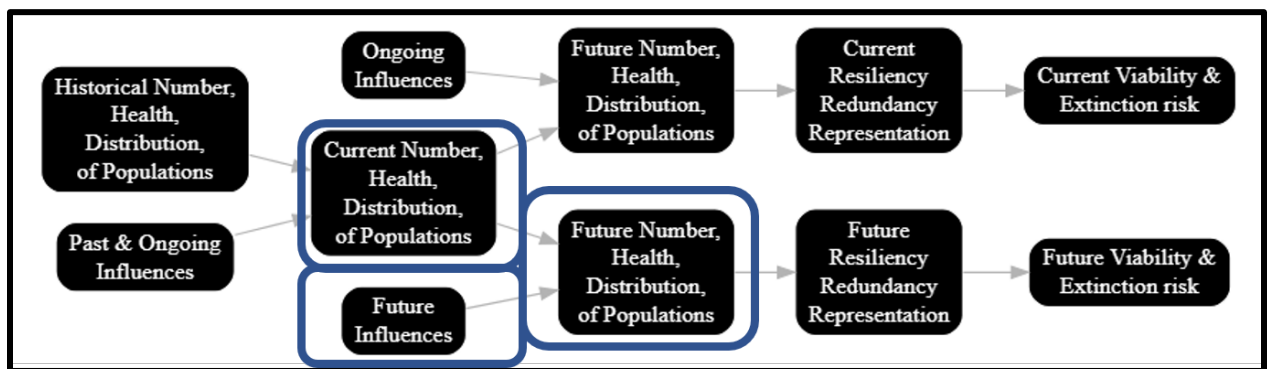 Historical Number,
Health,
Distribution,
of Populations
Past & Ongoing
Influences
Ongoing
Influences
Current Number,
Health,
Distribution,
of Populations
Future
Influences
Future Number,
Health,
Distribution,
of Populations
Future Number,
Health,
Distribution,
of Populations
Current
Resiliency
Redundancy
Representation
Future
Resiliency
Redundancy
Representation
Current Viability &
Extinction risk
Future Viability &
Extinction risk